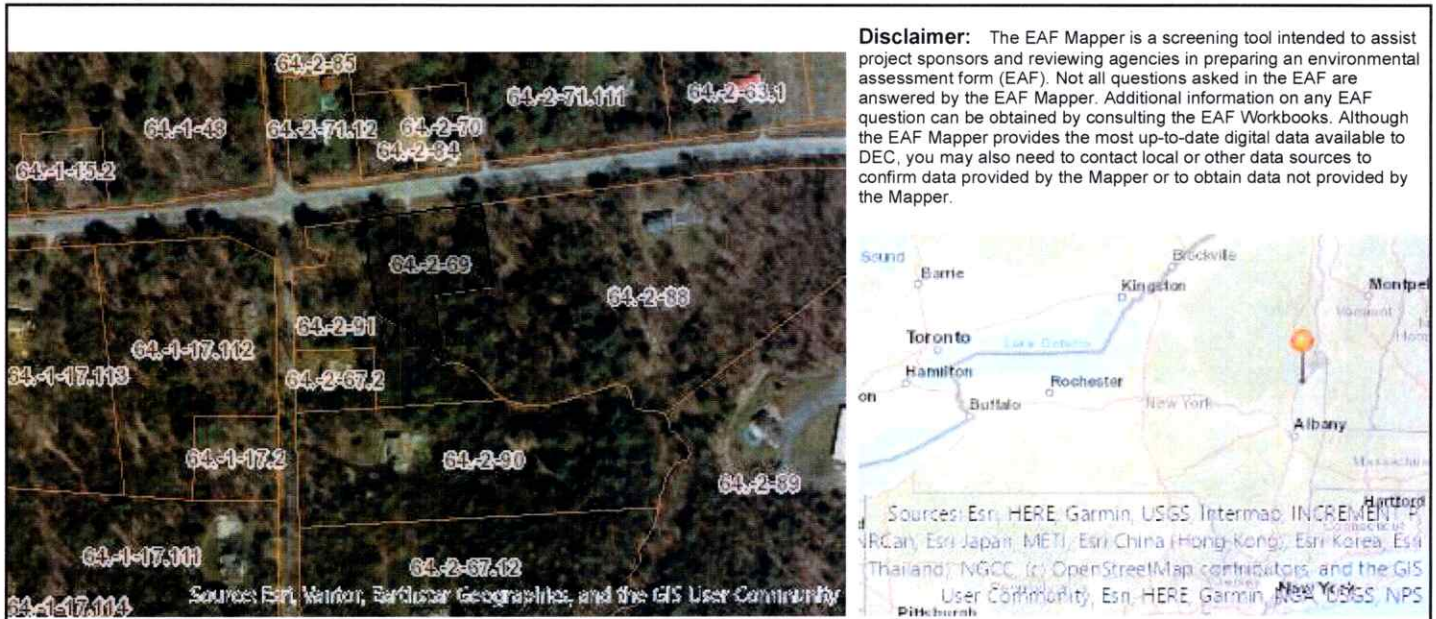 64.-2-85
64.-1-49
64.-2-71.12
64.-2-70
64.-2-84
64.-2-71.111
64.-2-63.1
64.-1-15.2
64.-2-69
64.-2-88
64.-2-91
64.-1-17.112
64.-1-17.113
64.-2-67.2
64.-1-17.2
64.-2-90
64.-2-89
64.-1-17.111
64.-2-67.12
64.-1-17.114
Sources: Esri, Vantor, Earthstar Geographics, and the GIS User Community
Disclaimer: The EAF Mapper is a screening tool intended to assist
project sponsors and reviewing agencies in preparing an environmental
assessment form (EAF). Not all questions asked in the EAF are
answered by the EAF Mapper. Additional information on any EAF
question can be obtained by consulting the EAF Workbooks. Although
the EAF Mapper provides the most up-to-date digital data available to
DEC, you may also need to contact local or other data sources to
confirm data provided by the Mapper or to obtain data not provided by
the Mapper.
Sound
Barrie
Brockville
Kingston
Montpel
Vermont
Toronto
Lake Ontario
Hamilton
Rochester
on
Buffalo
New York
Albany
Massachus
Hartford
Connecticut
Sources: Esri, HERE, Garmin, USGS, Intermap, INCREMENT P,
NRCan, Esri Japan, METI, Esri China (Hong Kong), Esri Korea, Esri
(Thailand), NGCC, (c) OpenStreetMap contributors, and the GIS
User Community, Esri, HERE, Garmin, NGA, USGS, NPS
New York
Pittsburgh